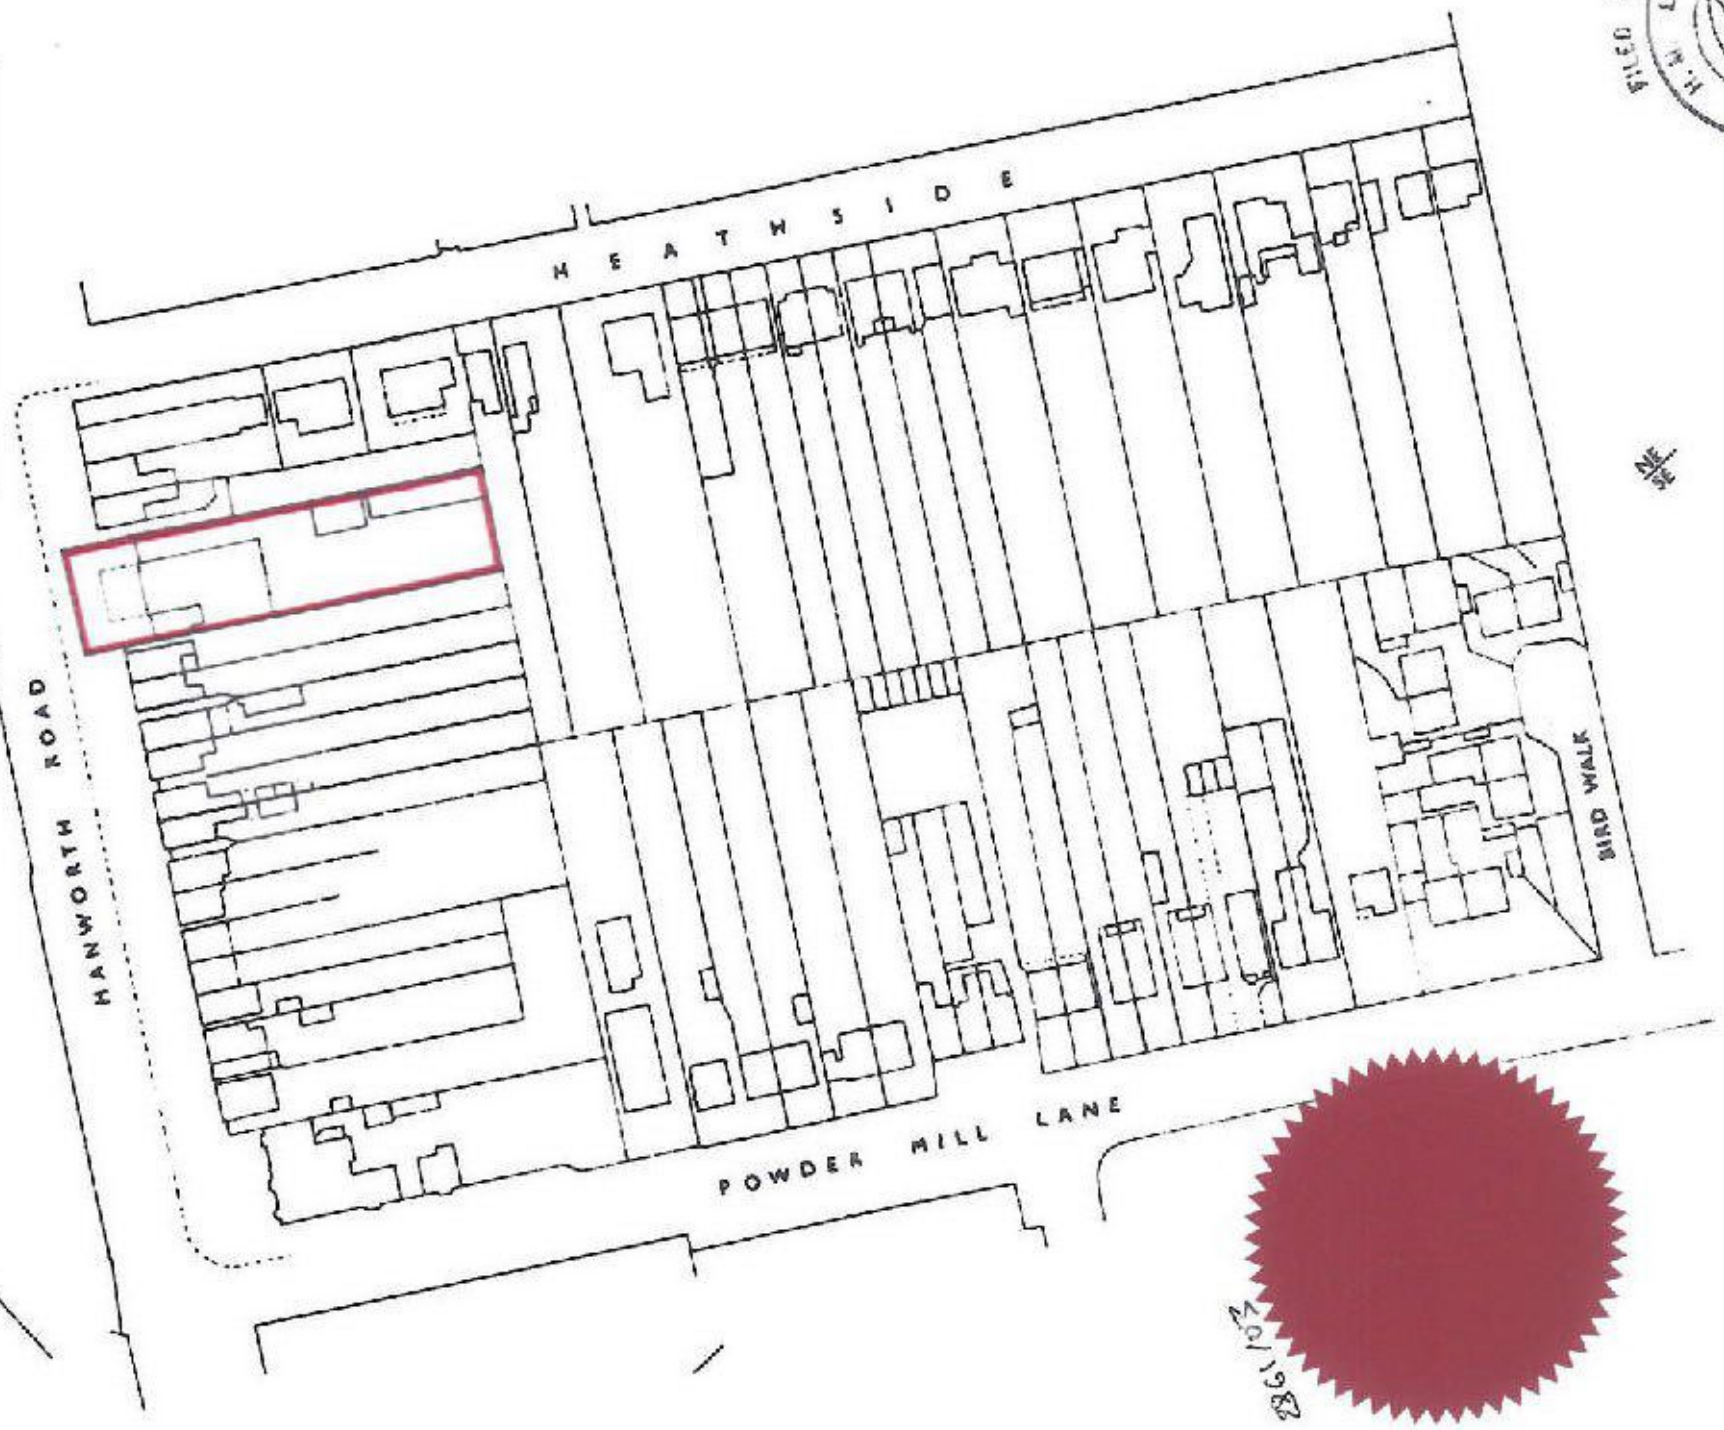 FILED
H. M.
HEATHSIDE
NE
SE
HANWORTH ROAD
BIRD WALK
POWDER MILL LANE